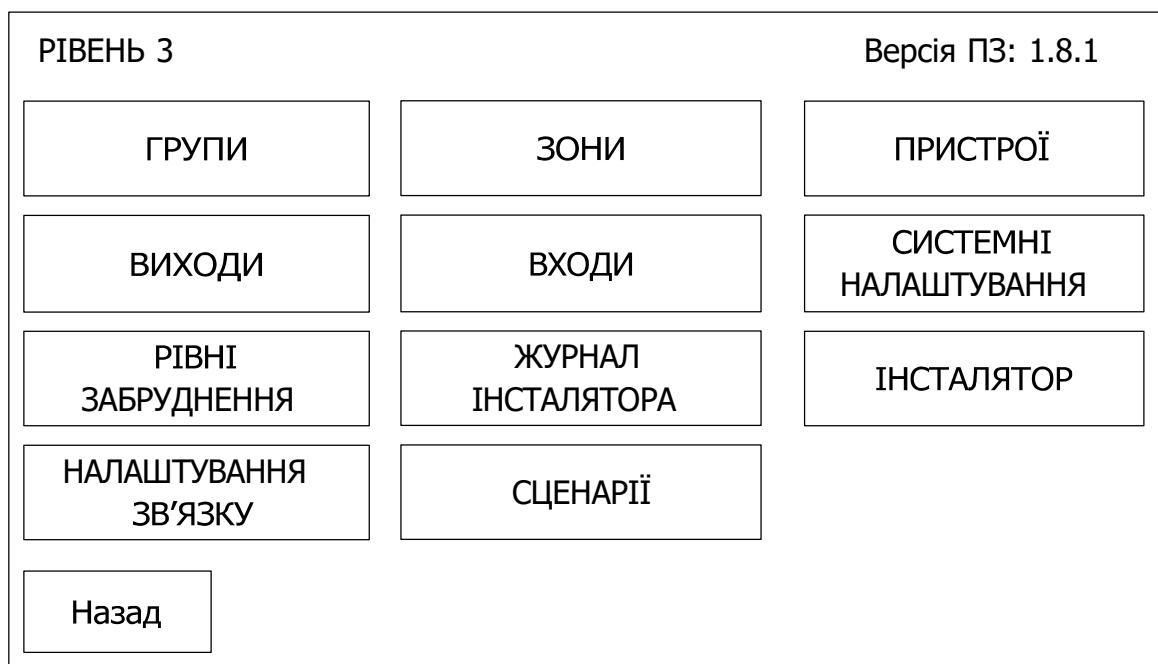 РІВЕНЬ 3
Версія ПЗ: 1.8.1
ГРУПИ
ЗОНИ
ПРИСТРОЇ
ВИХОДИ
ВХОДИ
СИСТЕМНІ
НАЛАШТУВАННЯ
РІВНІ
ЗАБРУДНЕННЯ
ЖУРНАЛ
ІНСТАЛЯТОРА
ІНСТАЛЯТОР
НАЛАШТУВАННЯ
ЗВ’ЯЗКУ
СЦЕНАРІЇ
Назад